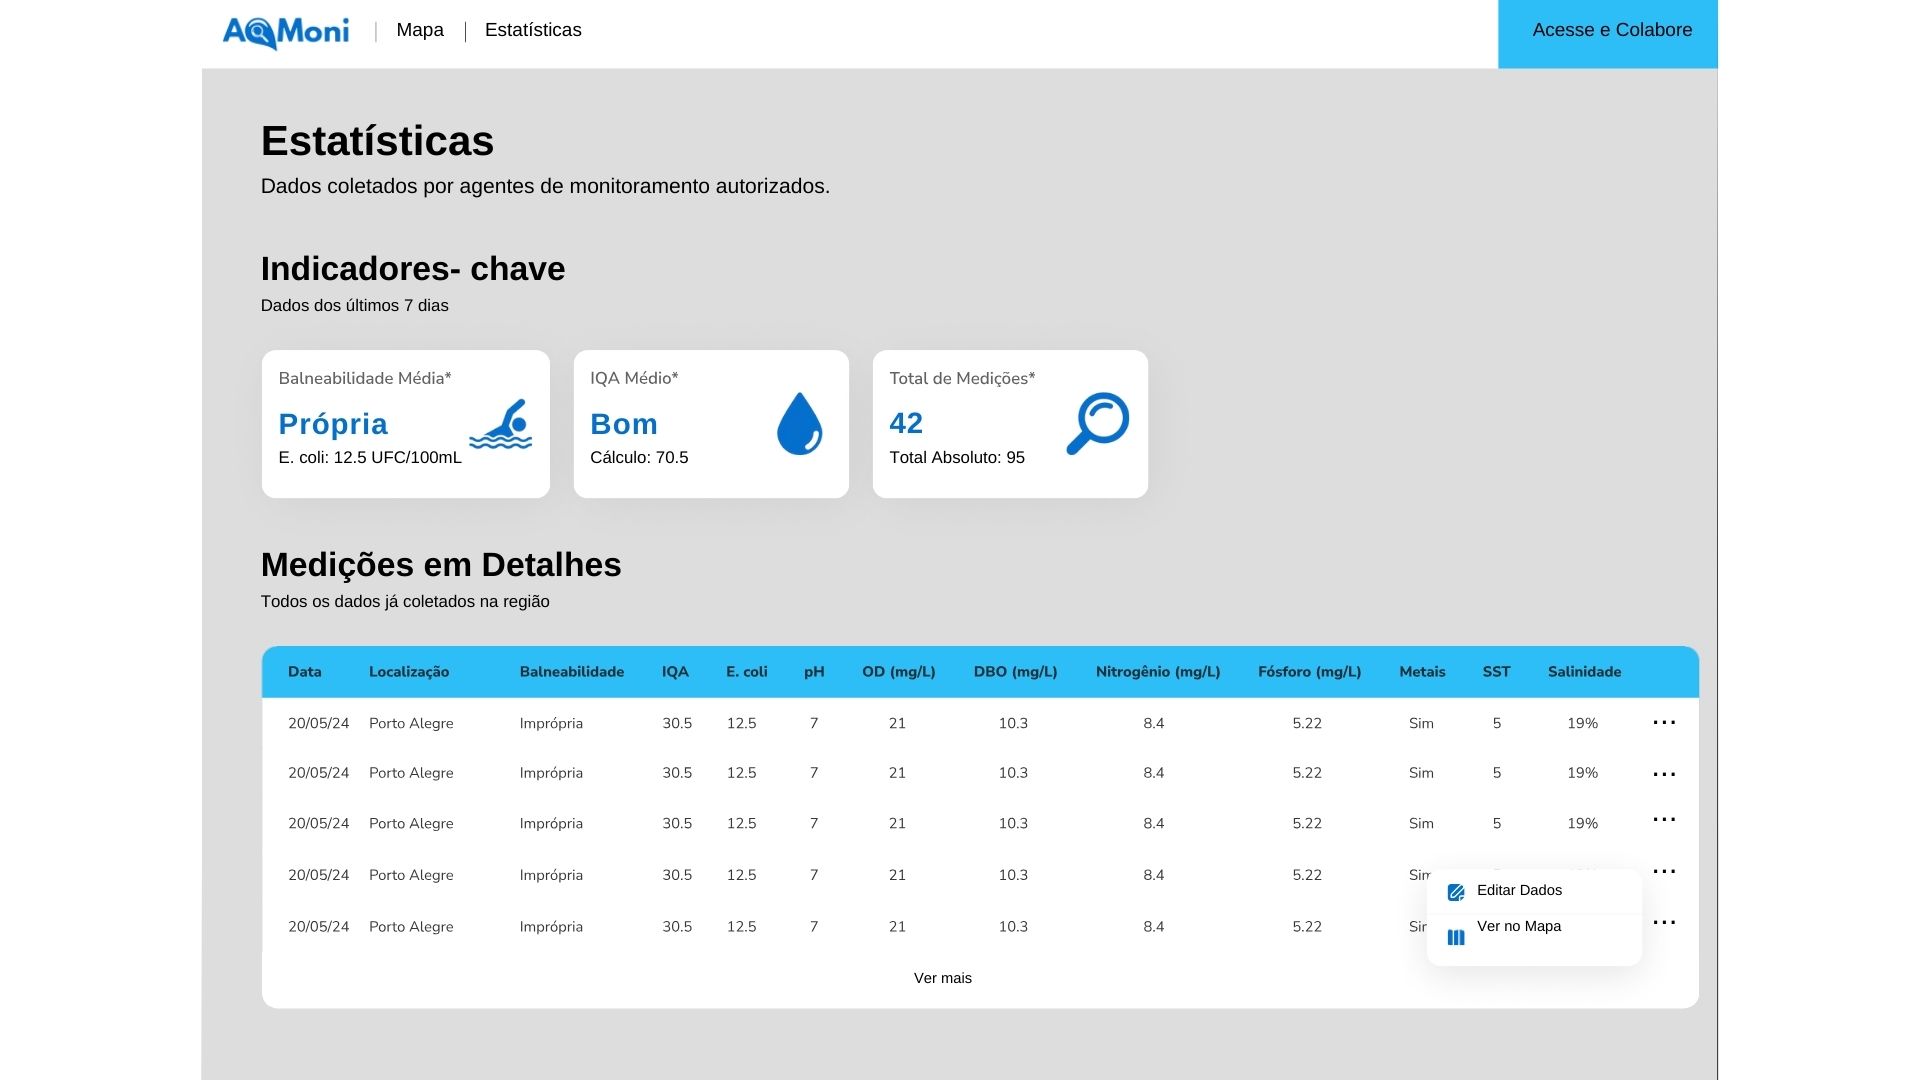 AQMoni | Mapa | Estatísticas
Acesse e Colabore
Estatísticas
Dados coletados por agentes de monitoramento autorizados.
Indicadores- chave
Dados dos últimos 7 dias
Balneabilidade Média*
Própria
E. coli: 12.5 UFC/100mL
IQA Médio*
Bom
Cálculo: 70.5
Total de Medições*
42
Total Absoluto: 95
Medições em Detalhes
Todos os dados já coletados na região
Data Localização Balneabilidade IQA E. coli pH OD (mg/L) DBO (mg/L) Nitrogênio (mg/L) Fósforo (mg/L) Metais SST Salinidade
20/05/24 Porto Alegre Imprópria 30.5 12.5 7 21 10.3 8.4 5.22 Sim 5 19% ...
20/05/24 Porto Alegre Imprópria 30.5 12.5 7 21 10.3 8.4 5.22 Sim 5 19% ...
20/05/24 Porto Alegre Imprópria 30.5 12.5 7 21 10.3 8.4 5.22 Sim 5 19% ...
20/05/24 Porto Alegre Imprópria 30.5 12.5 7 21 10.3 8.4 5.22 ...
Editar Dados
20/05/24 Porto Alegre Imprópria 30.5 12.5 7 21 10.3 8.4 5.22 ...
Ver no Mapa
Ver mais